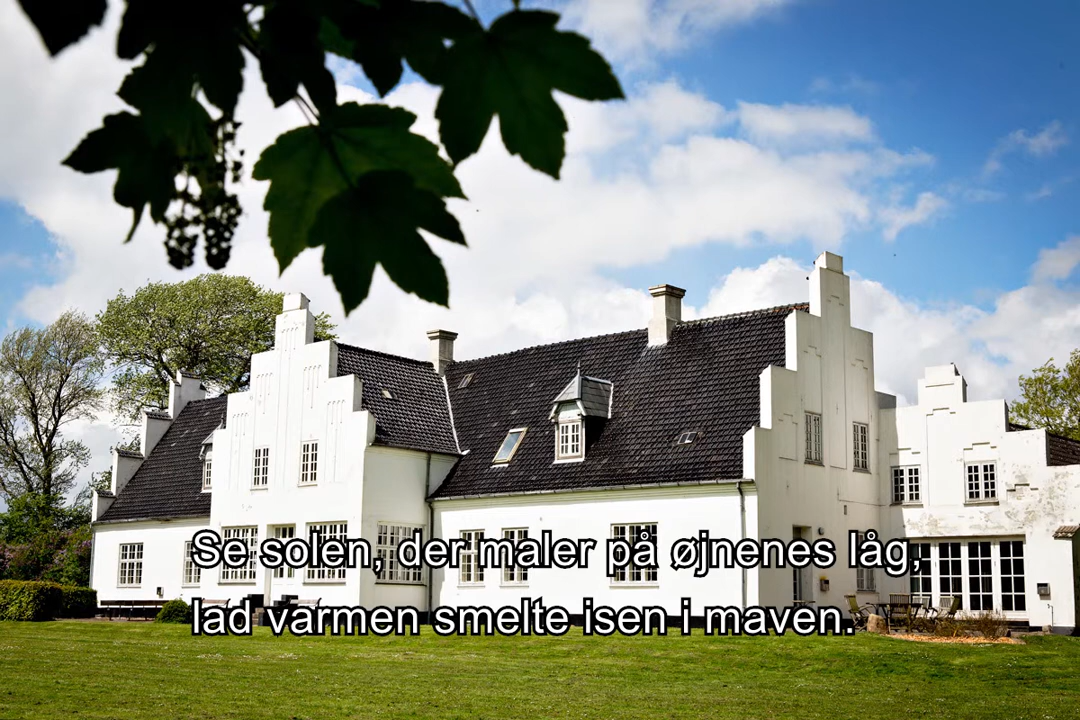 Se solen, der maler på øjnenes låg,
lad varmen smelte isen i maven.